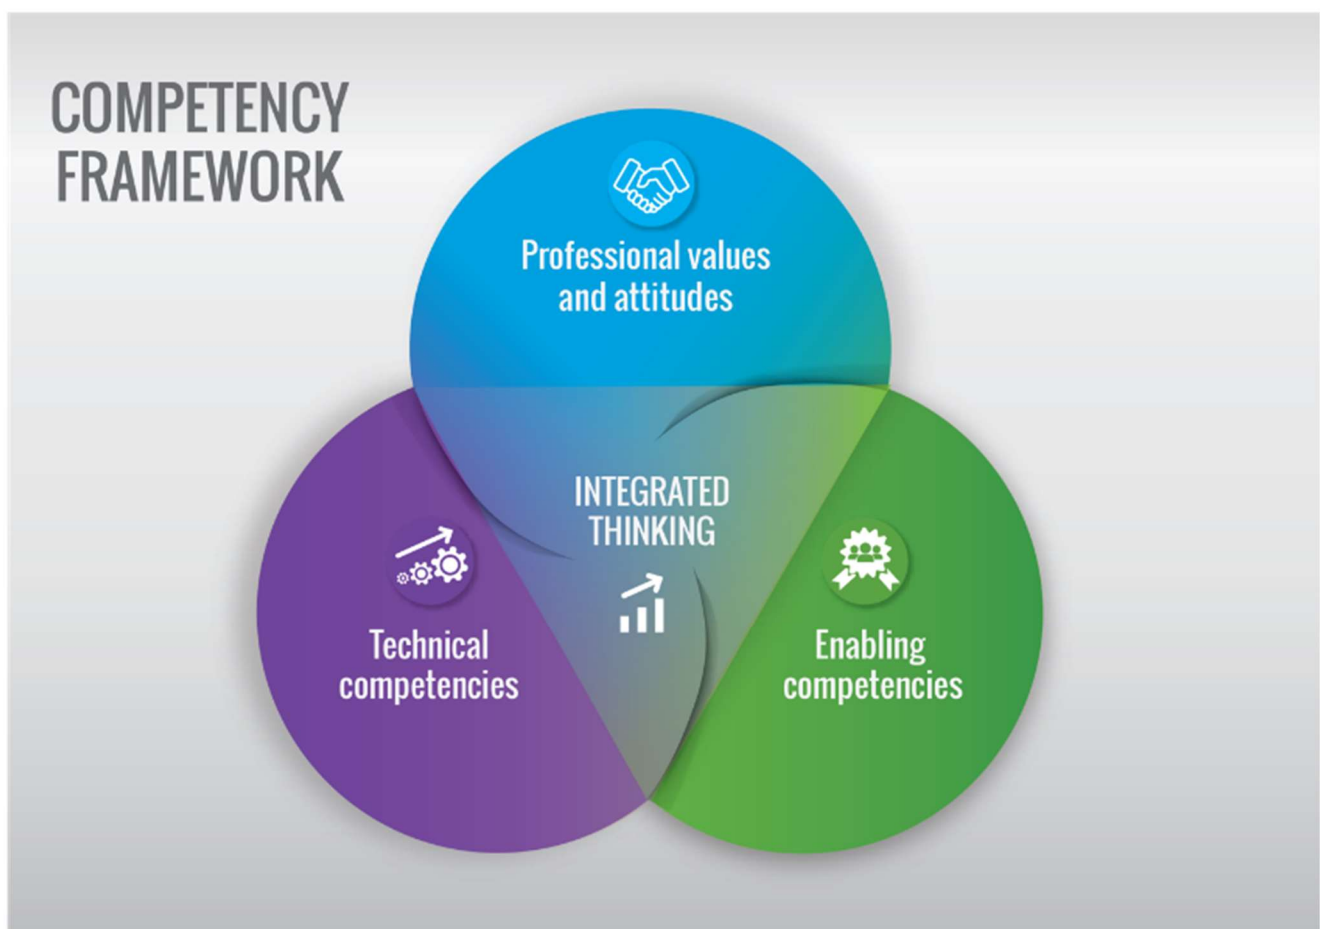 COMPETENCY
FRAMEWORK
Professional values
and attitudes
INTEGRATED
THINKING
Technical
competencies
Enabling
competencies